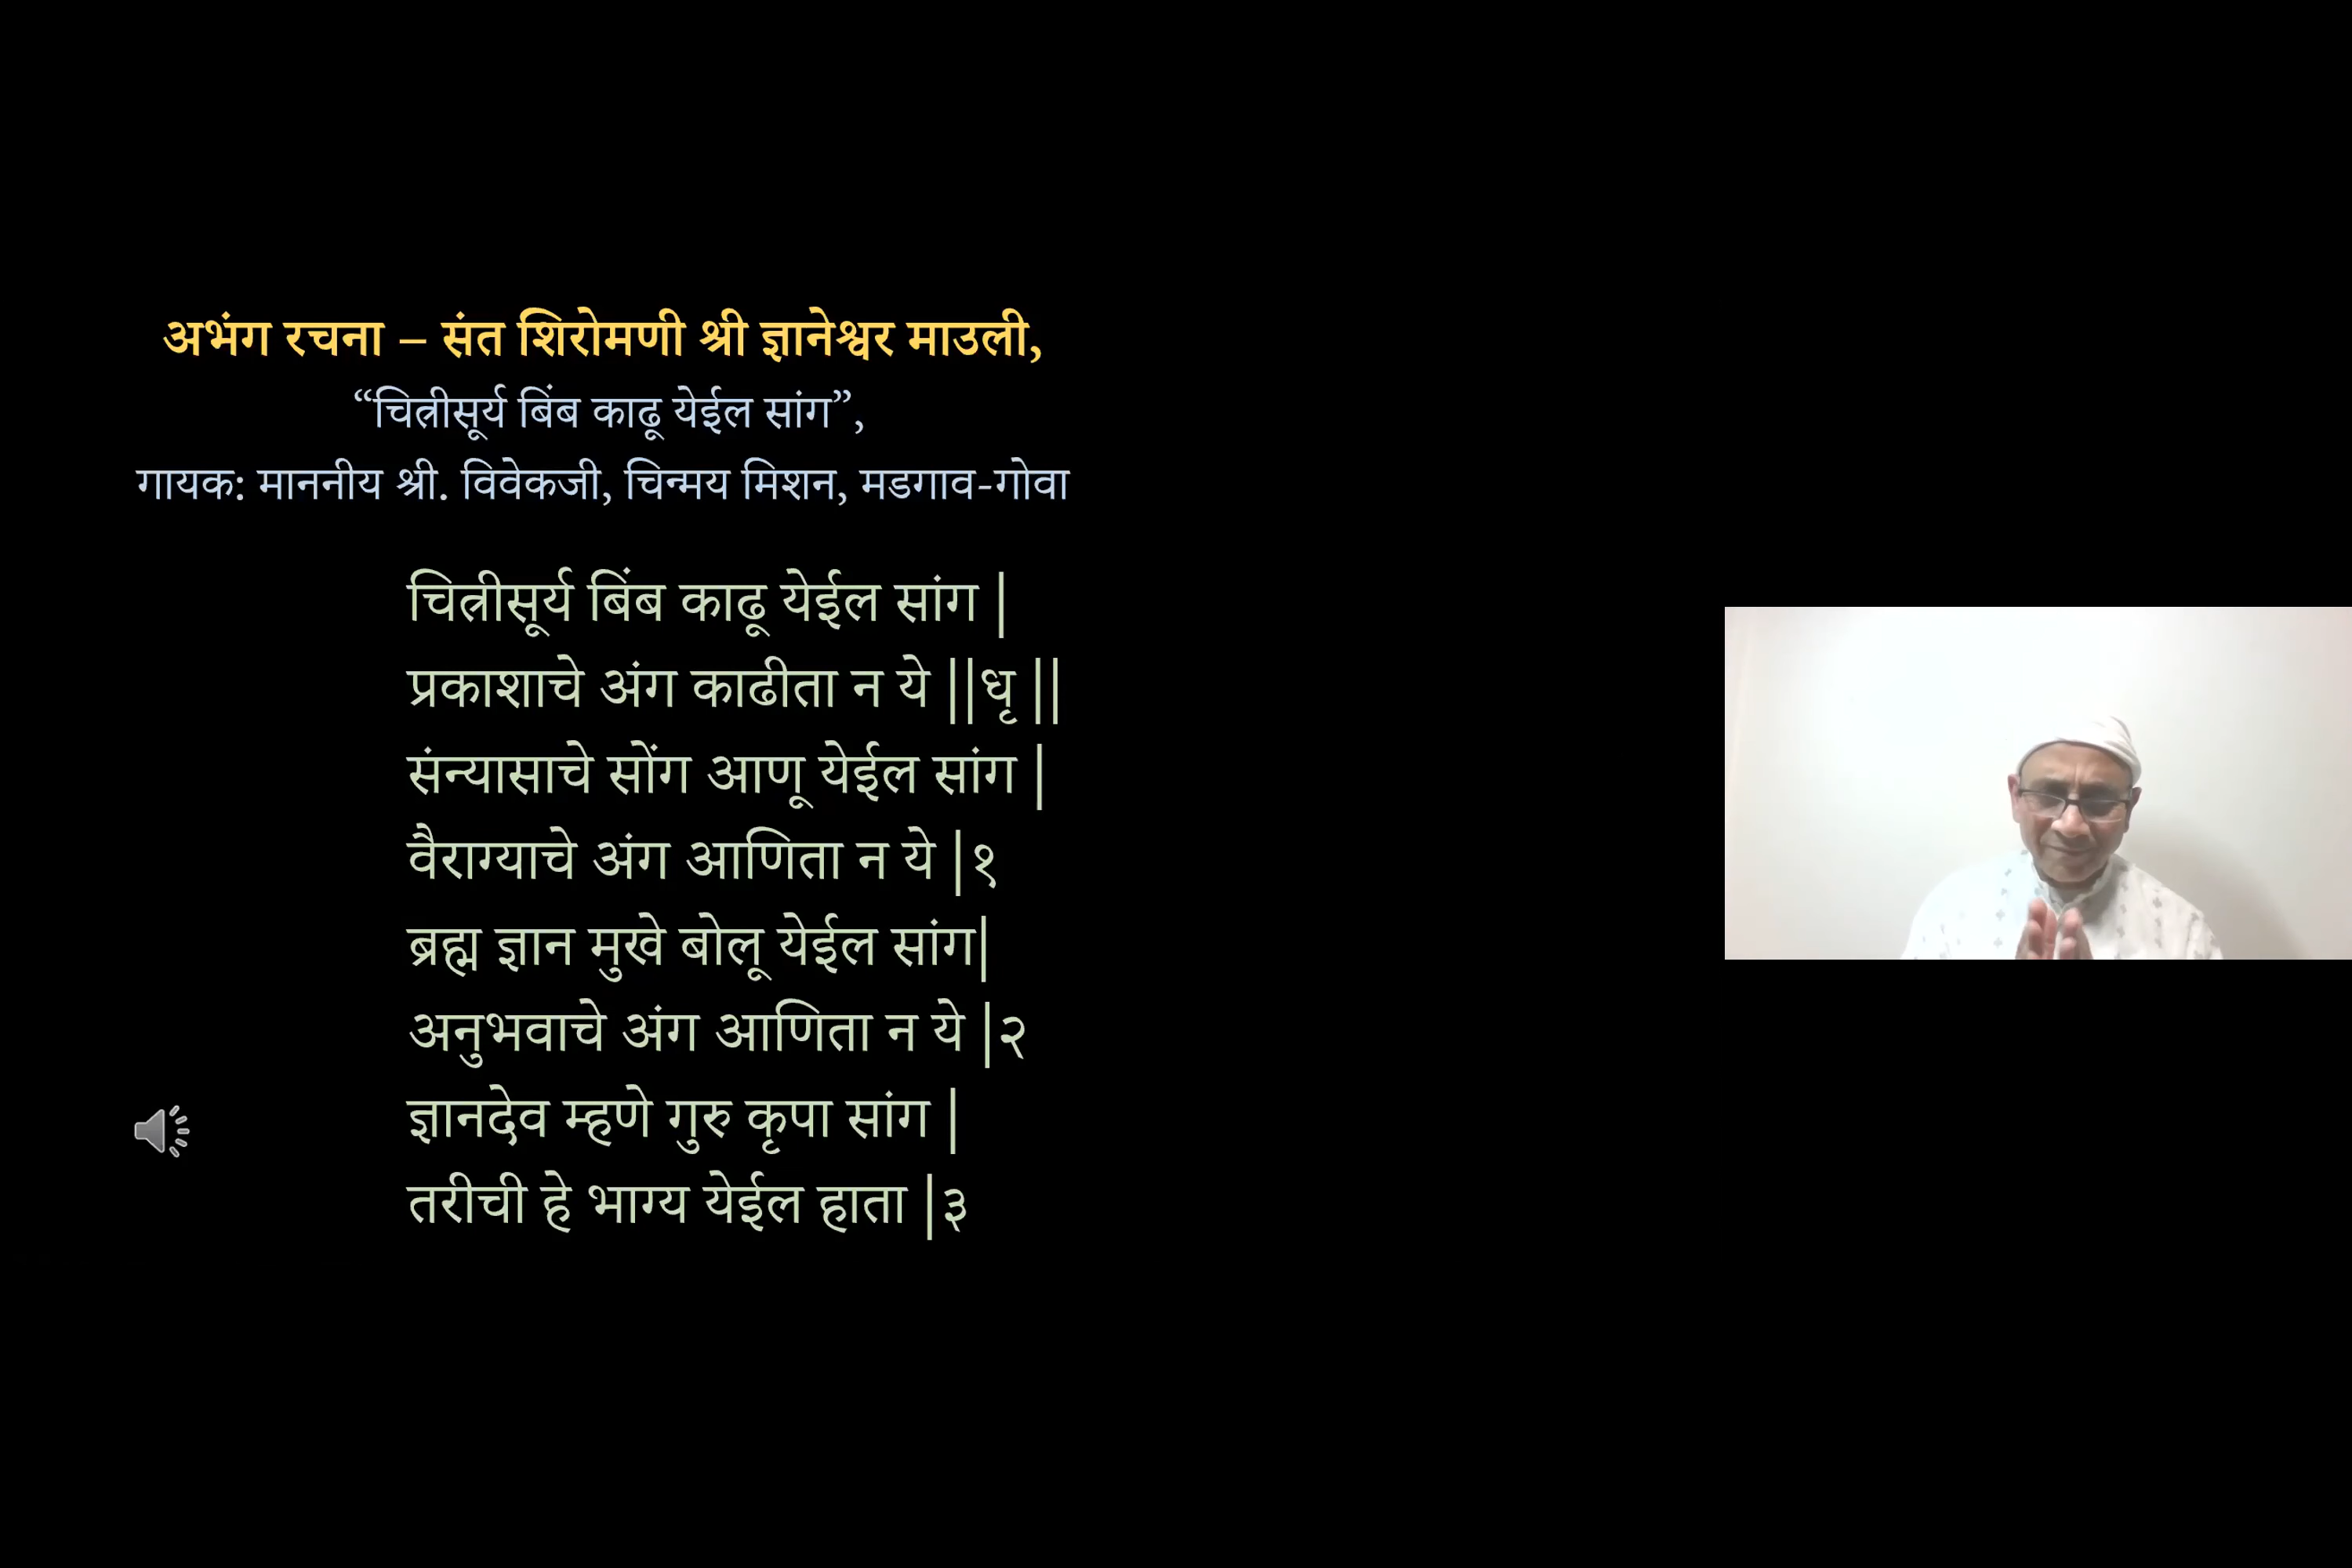 अभंग रचना – संत शिरोमणी श्री ज्ञानेश्वर माउली,
“चित्रीसूर्य बिंब काढू येईल सांग”,
गायक: माननीय श्री. विवेकजी, चिन्मय मिशन, मडगाव-गोवा
चित्रीसूर्य बिंब काढू येईल सांग |
प्रकाशाचे अंग काढीता न ये ||धृ ||
संन्यासाचे सोंग आणू येईल सांग |
वैराग्याचे अंग आणिता न ये |१
ब्रह्म ज्ञान मुखे बोलू येईल सांग|
अनुभवाचे अंग आणिता न ये |२
ज्ञानदेव म्हणे गुरु कृपा सांग |
तरीची हे भाग्य येईल हाता |३